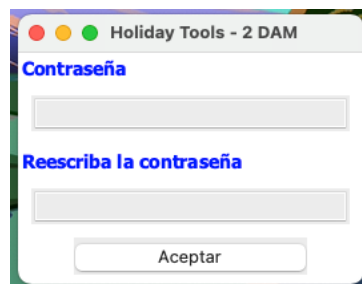 Holiday Tools - 2 DAM
Contraseña
Reescriba la contraseña
Aceptar